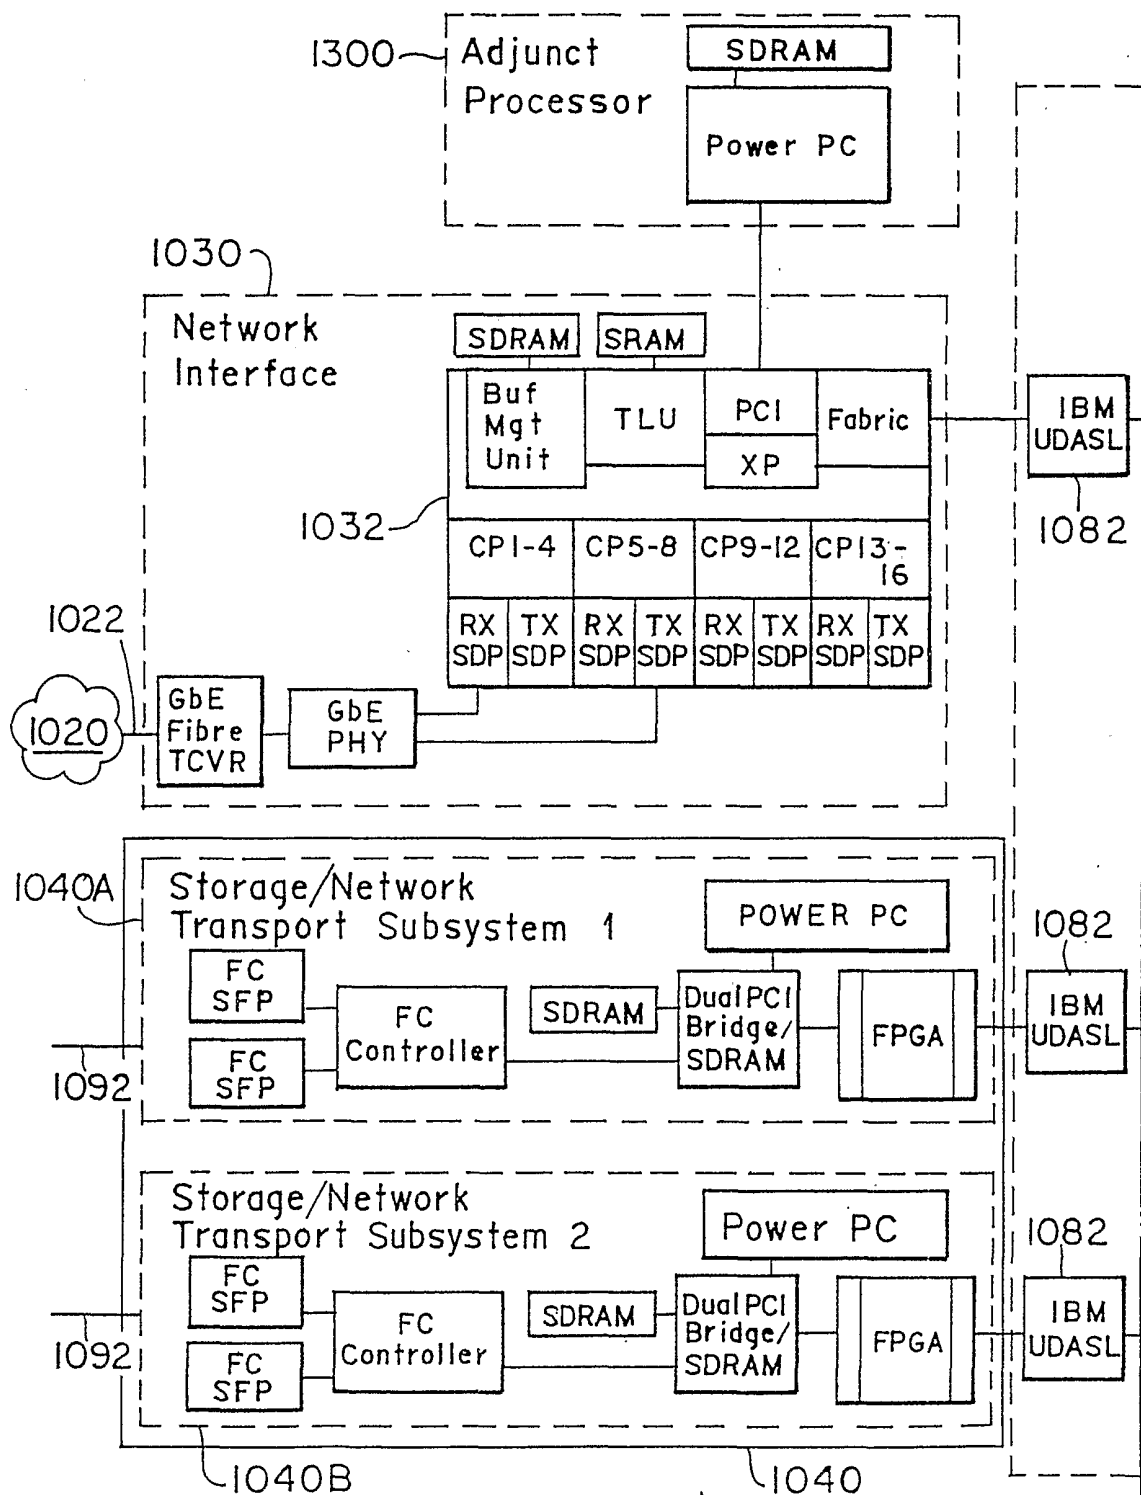 1300
Adjunct
Processor
SDRAM
Power PC
1030
Network
Interface
SDRAM
SRAM
Buf
Mgt
Unit
TLU
PCI
XP
Fabric
IBM
UDASL
1082
1032
CP1-4
CP5-8
CP9-12
CP13-
16
RX
SDP
TX
SDP
RX
SDP
TX
SDP
RX
SDP
TX
SDP
RX
SDP
TX
SDP
1022
1020
GbE
Fibre
TCVR
GbE
PHY
1040A
Storage/Network
Transport Subsystem 1
POWER PC
FC
SFP
FC
SFP
FC
Controller
SDRAM
Dual PCI
Bridge/
SDRAM
FPGA
1082
IBM
UDASL
1092
Storage/Network
Transport Subsystem 2
Power PC
FC
SFP
FC
SFP
FC
Controller
SDRAM
Dual PCI
Bridge/
SDRAM
FPGA
1082
IBM
UDASL
1092
1040B
1040